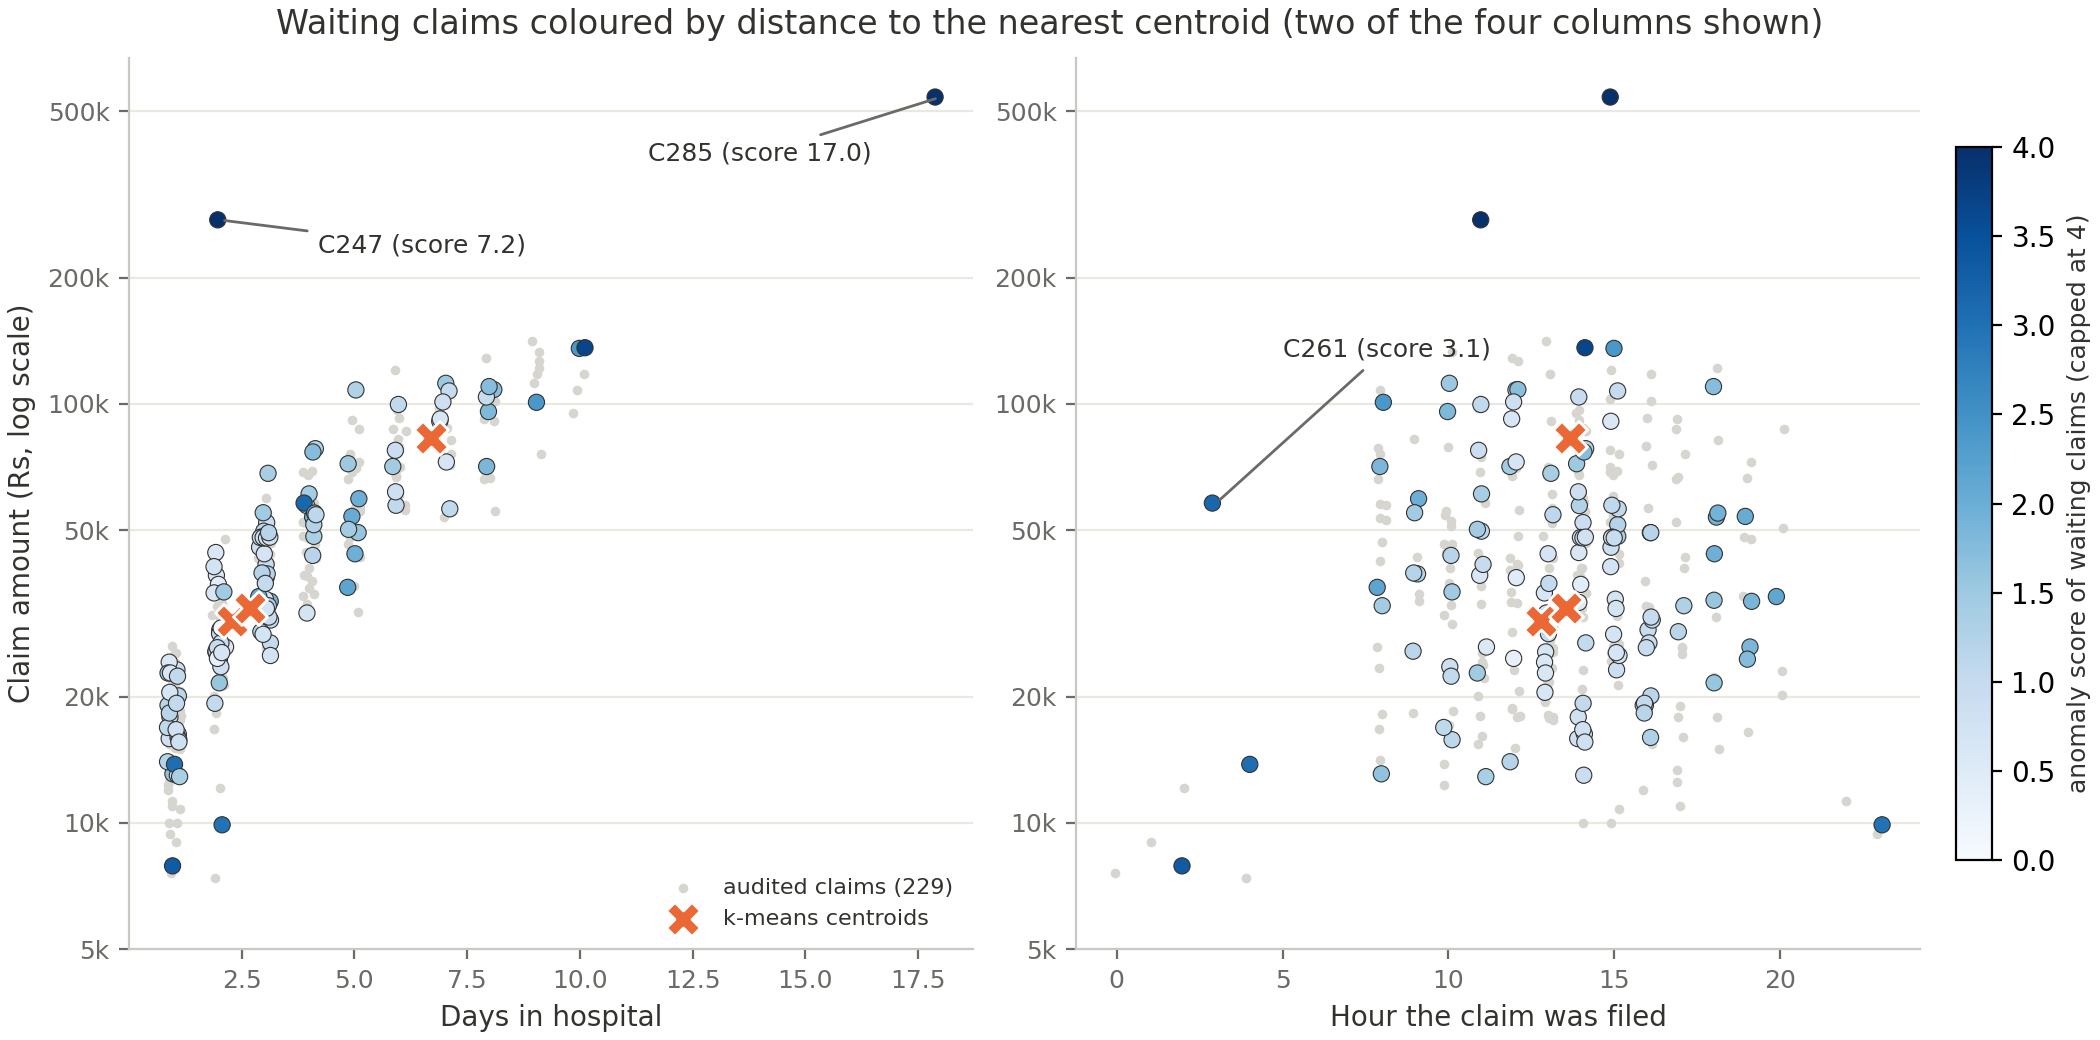 Waiting claims coloured by distance to the nearest centroid (two of the four columns shown)
Claim amount (Rs, log scale)
500k
200k
100k
50k
20k
10k
5k
C285 (score 17.0)
C247 (score 7.2)
audited claims (229)
k-means centroids
2.5 5.0 7.5 10.0 12.5 15.0 17.5
Days in hospital
500k
200k
100k
50k
20k
10k
5k
C261 (score 3.1)
0 5 10 15 20
Hour the claim was filed
4.0
3.5
3.0
2.5
2.0
1.5
1.0
0.5
0.0
anomaly score of waiting claims (capped at 4)